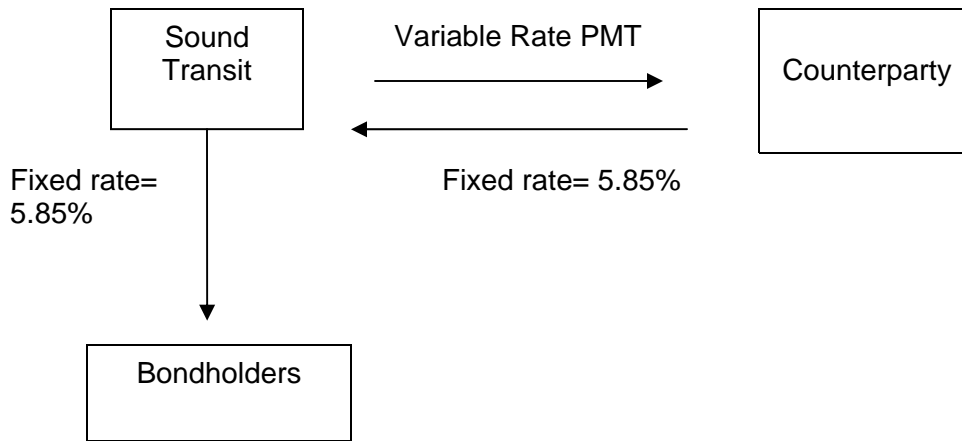 Sound
Transit
Variable Rate PMT
Counterparty
Fixed rate=
5.85%
Fixed rate= 5.85%
Bondholders